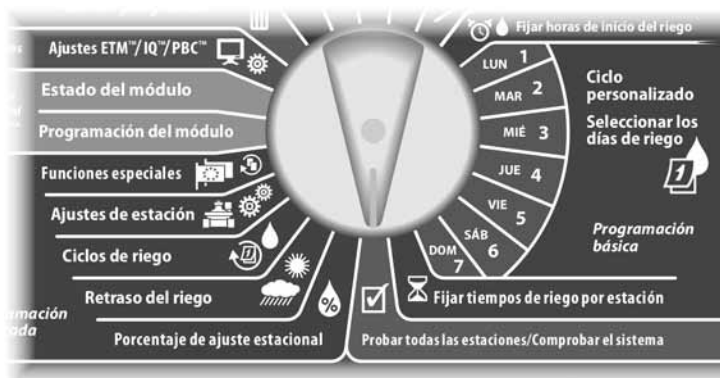 Fijar horas de inicio del riego
Ajustes ETM™/IQ™/PBC™
Estado del módulo
Programación del módulo
Funciones especiales
Ajustes de estación
Ciclos de riego
Retraso del riego
Porcentaje de ajuste estacional
%
LUN 1
MAR 2
MIÉ 3
JUE 4
VIE 5
SÁB 6
DOM 7
Ciclo
personalizado
Seleccionar los
días de riego
1
Programación
básica
Fijar tiempos de riego por estación
Probar todas las estaciones/Comprobar el sistema